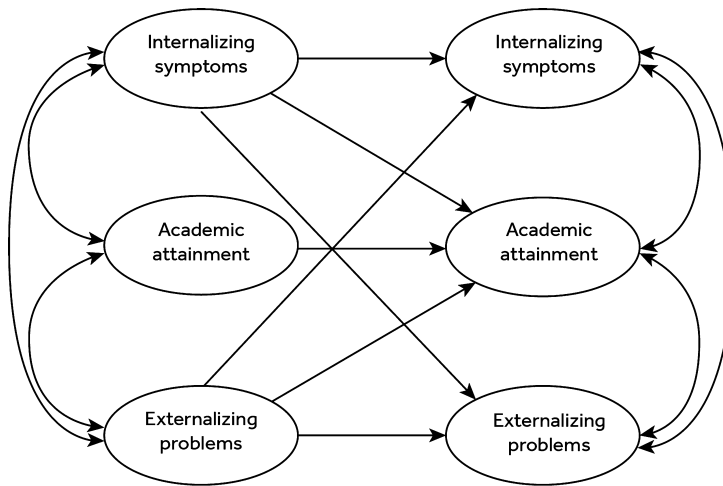 Internalizing
symptoms
Internalizing
symptoms
Academic
attainment
Academic
attainment
Externalizing
problems
Externalizing
problems